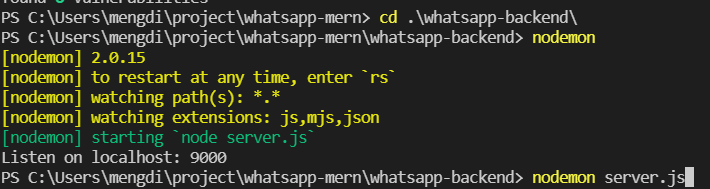 found 0 vulnerabilities
PS C:\Users\mengdi\project\whatsapp-mern> cd .\whatsapp-backend\
PS C:\Users\mengdi\project\whatsapp-mern\whatsapp-backend> nodemon
[nodemon] 2.0.15
[nodemon] to restart at any time, enter `rs`
[nodemon] watching path(s): *.*
[nodemon] watching extensions: js,mjs,json
[nodemon] starting `node server.js`
Listen on localhost: 9000
PS C:\Users\mengdi\project\whatsapp-mern\whatsapp-backend> nodemon server.js